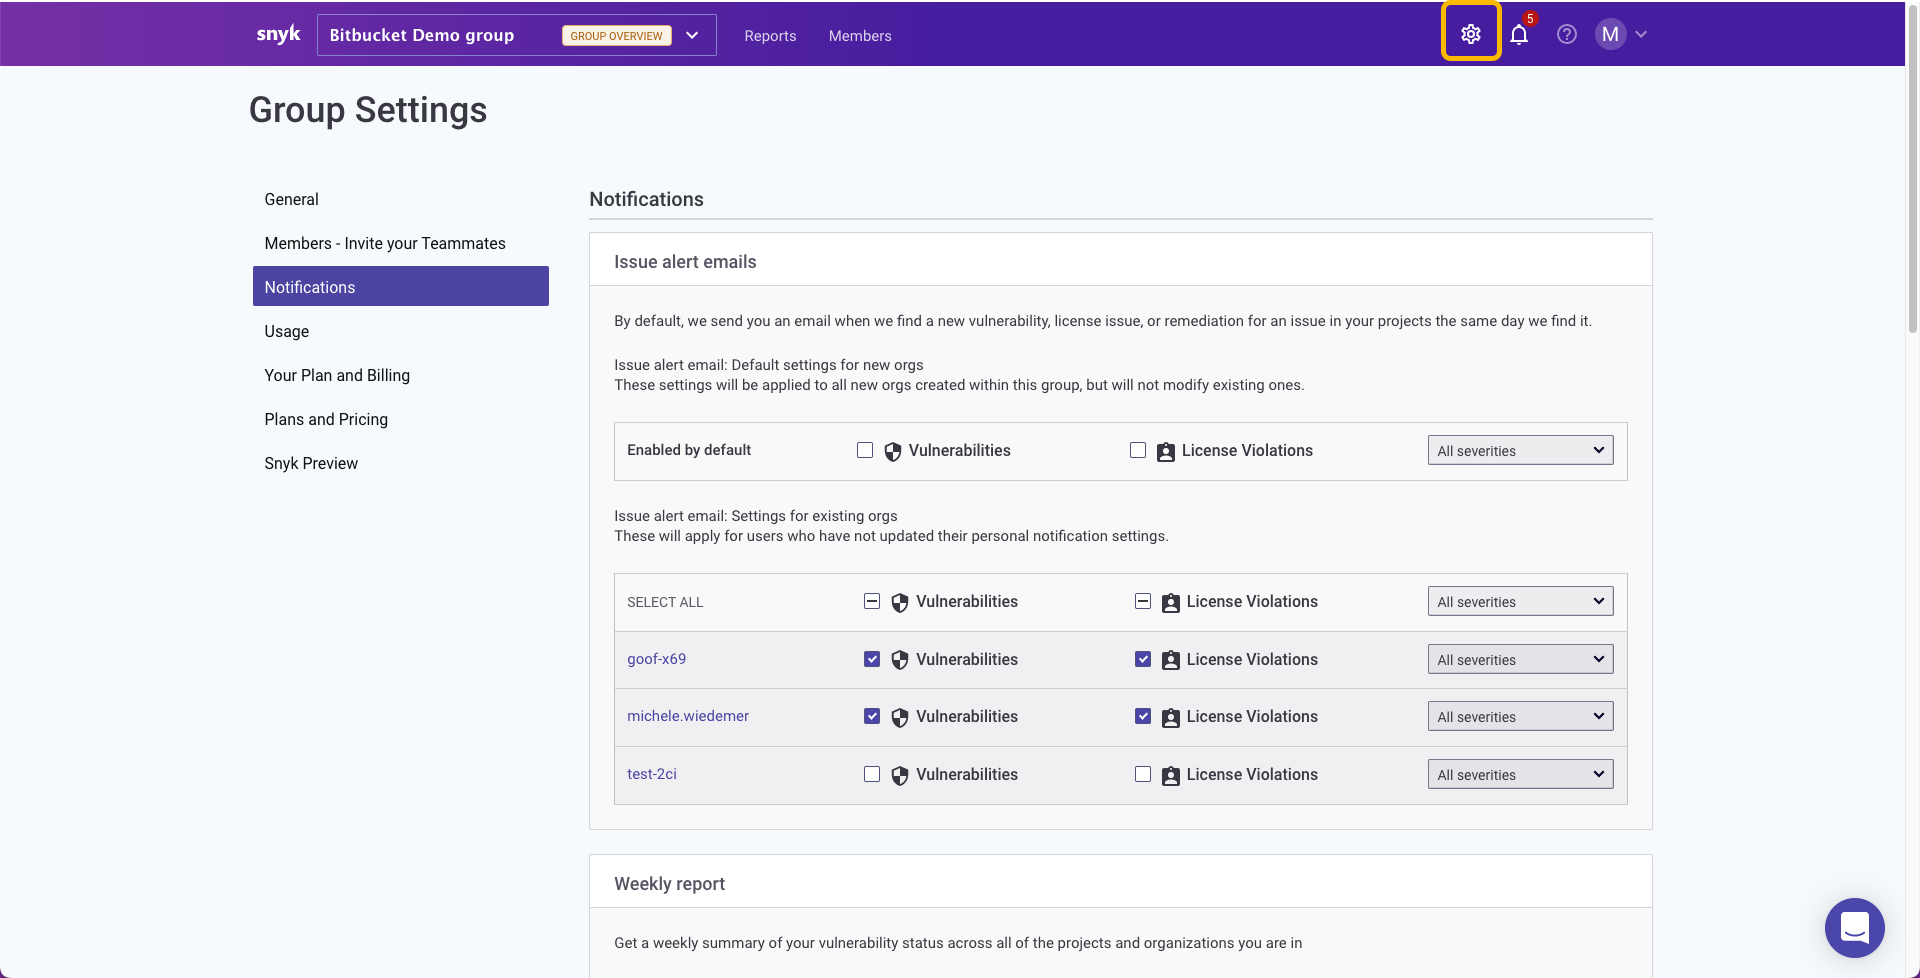 snyk
Bitbucket Demo group
GROUP OVERVIEW
Reports
Members
5
M
Group Settings
General
Members - Invite your Teammates
Notifications
Usage
Your Plan and Billing
Plans and Pricing
Snyk Preview
Notifications
Issue alert emails
By default, we send you an email when we find a new vulnerability, license issue, or remediation for an issue in your projects the same day we find it.
Issue alert email: Default settings for new orgs
These settings will be applied to all new orgs created within this group, but will not modify existing ones.
Enabled by default Vulnerabilities License Violations All severities
Issue alert email: Settings for existing orgs
These will apply for users who have not updated their personal notification settings.
SELECT ALL Vulnerabilities License Violations All severities
goof-x69 Vulnerabilities License Violations All severities
michele.wiedemer Vulnerabilities License Violations All severities
test-2ci Vulnerabilities License Violations All severities
Weekly report
Get a weekly summary of your vulnerability status across all of the projects and organizations you are in